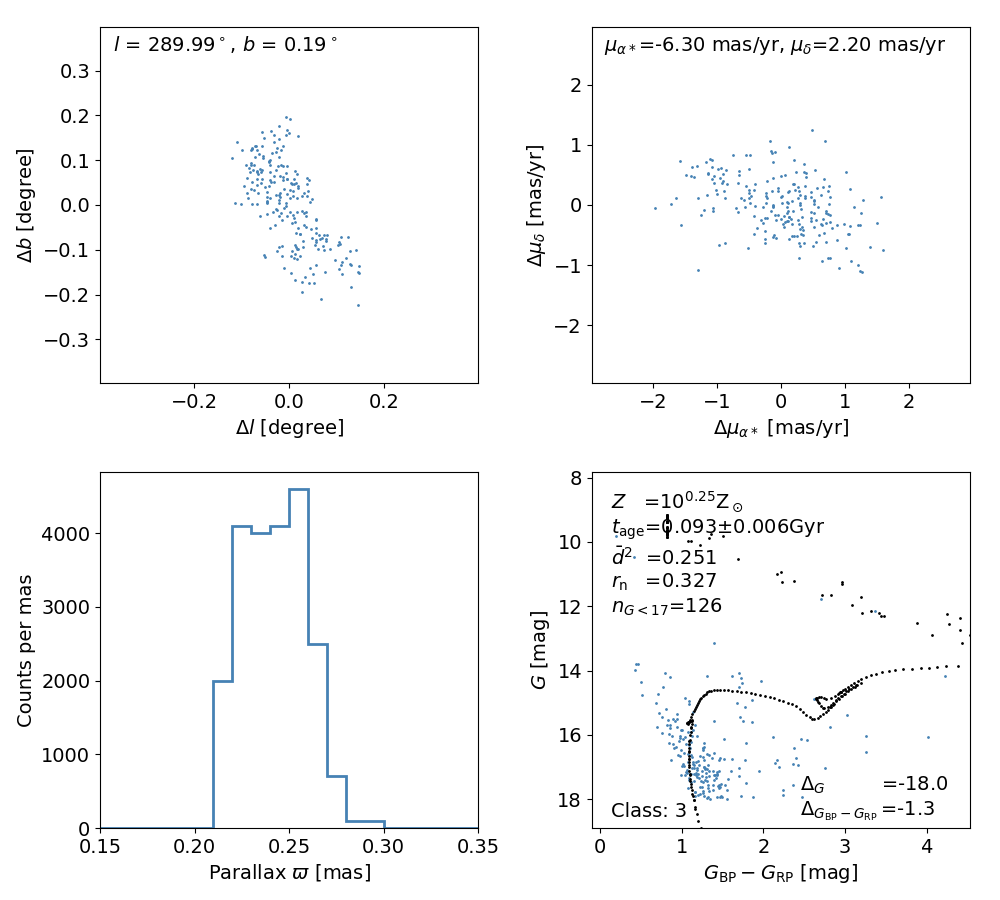 l = 289.99°, b = 0.19°
0.3
0.2
0.1
0.0
−0.1
−0.2
−0.3
−0.2
0.0
0.2
Δb [degree]
Δl [degree]
μα*=-6.30 mas/yr, μδ=2.20 mas/yr
2
1
0
−1
−2
−2
−1
0
1
2
Δμδ [mas/yr]
Δμα* [mas/yr]
4000
3000
2000
1000
0
0.15
0.20
0.25
0.30
0.35
Counts per mas
Parallax ϖ [mas]
Z =10^0.25 Z⊙
tage=0.093±0.006Gyr
d̄² =0.251
rn =0.327
nG<17=126
8
10
12
14
16
18
0
1
2
3
4
G [mag]
ΔG =-18.0
ΔGBP−GRP =-1.3
Class: 3
GBP − GRP [mag]